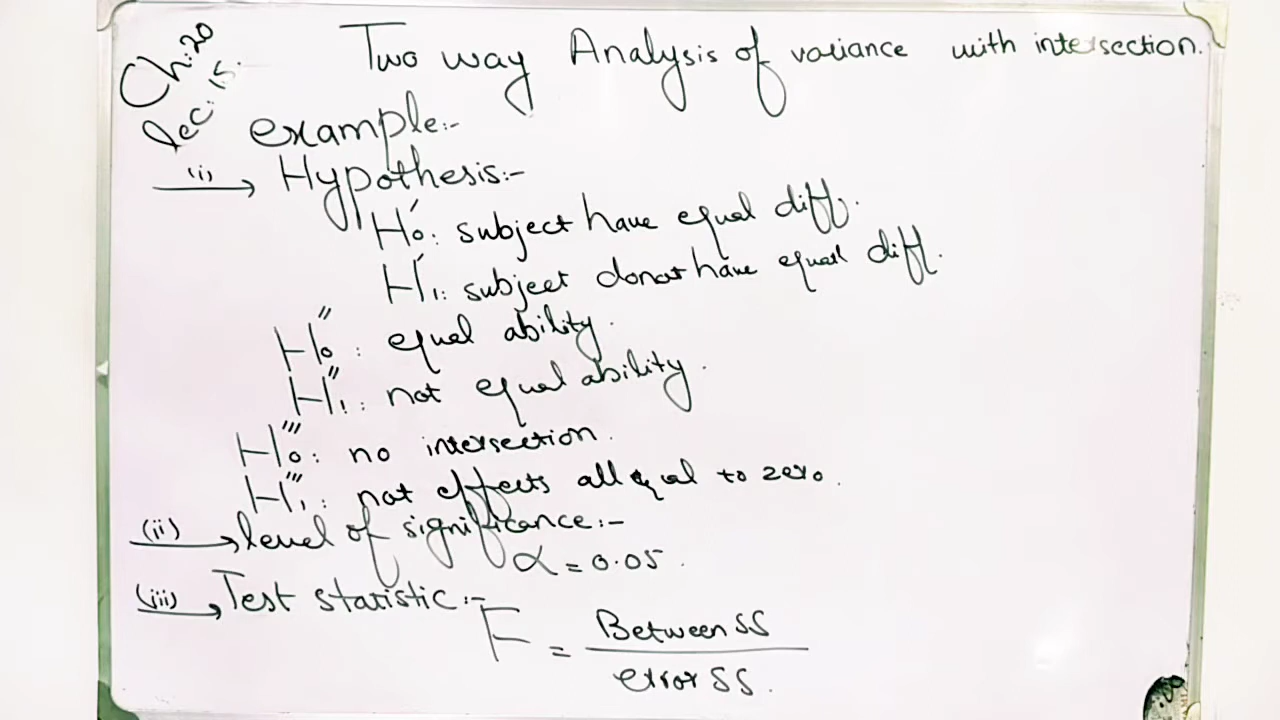 Ch:20
Lec: 15.
Two way Analysis of variance with intersection.
example:-
(i) → Hypothesis:-
H₀′: subject have equal diff.
H₁′: subject donot have equal diff.
H₀″: equal ability.
H₁″: not equal ability.
H₀‴: no intersection.
H₁‴: not effects all eqal to zero.
(ii) → level of significance:-
α = 0.05.
(iii) → Test statistic:-
F = Between SS / error SS.